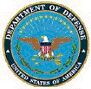 DEPARTMENT OF DEFENSE
UNITED STATES OF AMERICA